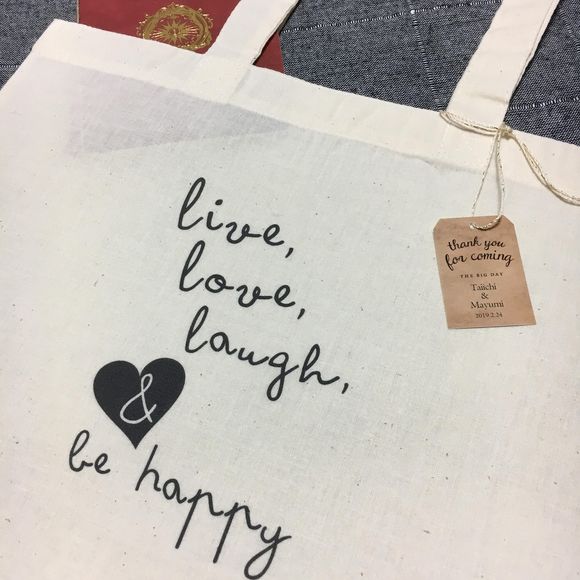 live,
love,
laugh,
&
be happy
thank you
for coming
THE BIG DAY
Taiichi
&
Mayumi
2019.2.24